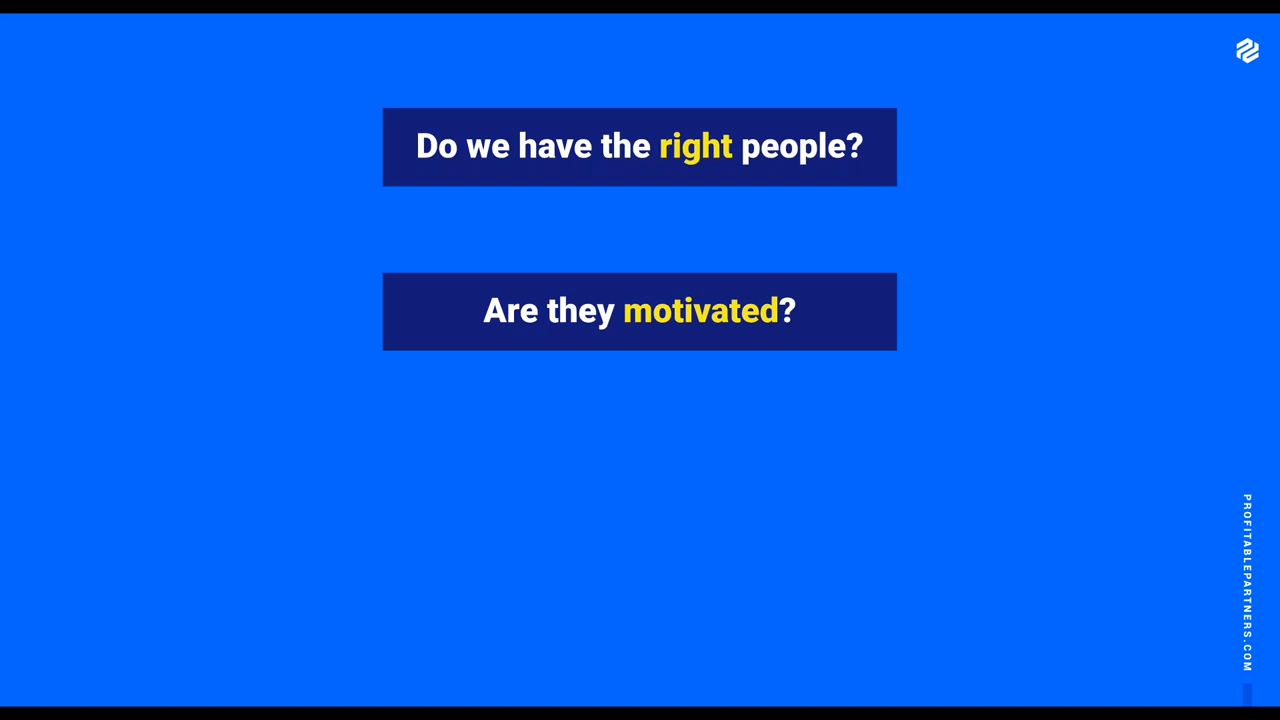 Do we have the right people?
Are they motivated?
PROFITABLEPARTNERS.COM